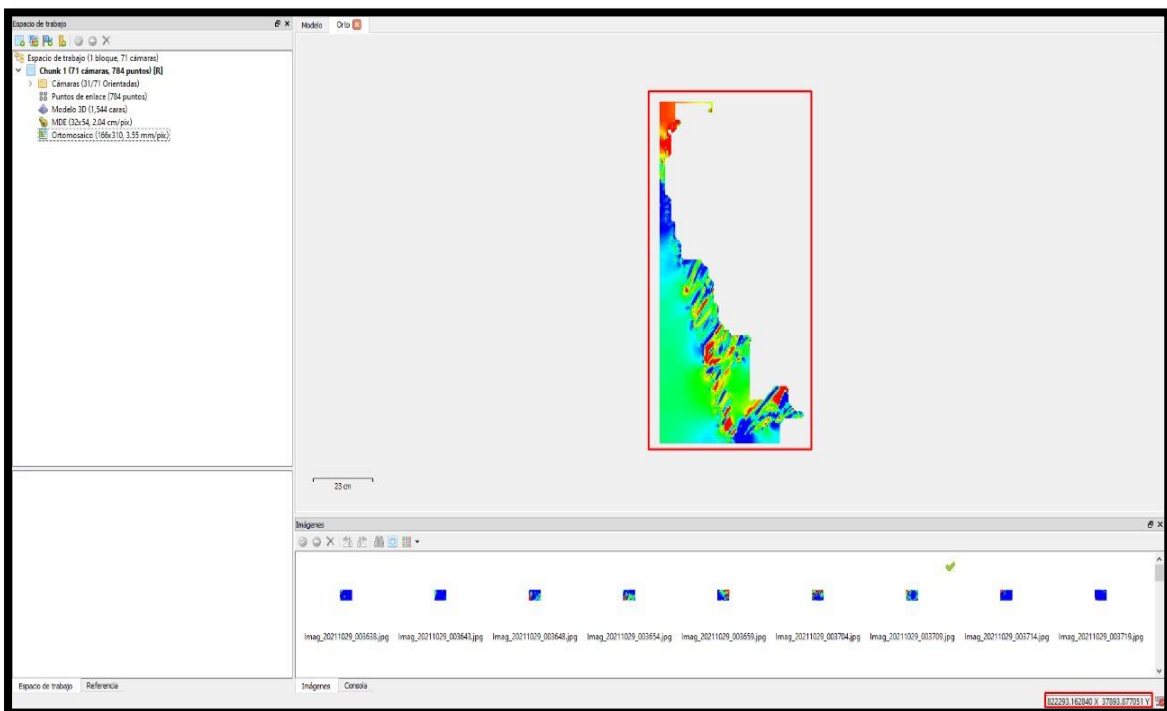 Espacio de trabajo
Espacio de trabajo (1 bloque, 71 cámaras)
Chunk 1 (71 cámaras, 784 puntos) [R]
Cámaras (31/71 Orientadas)
Puntos de enlace (784 puntos)
Modelo 3D (1,544 caras)
MDE (32x54, 2.04 cm/pix)
Ortomosaico (166x310, 3.55 mm/pix)
Modelo Orto
23 cm
Imágenes
Imag_20211029_003638.jpg Imag_20211029_003643.jpg Imag_20211029_003648.jpg Imag_20211029_003654.jpg Imag_20211029_003659.jpg Imag_20211029_003704.jpg Imag_20211029_003709.jpg Imag_20211029_003714.jpg Imag_20211029_003719.jpg
Espacio de trabajo Referencia
Imágenes Consola
822293.162840 X 37893.877051 Y